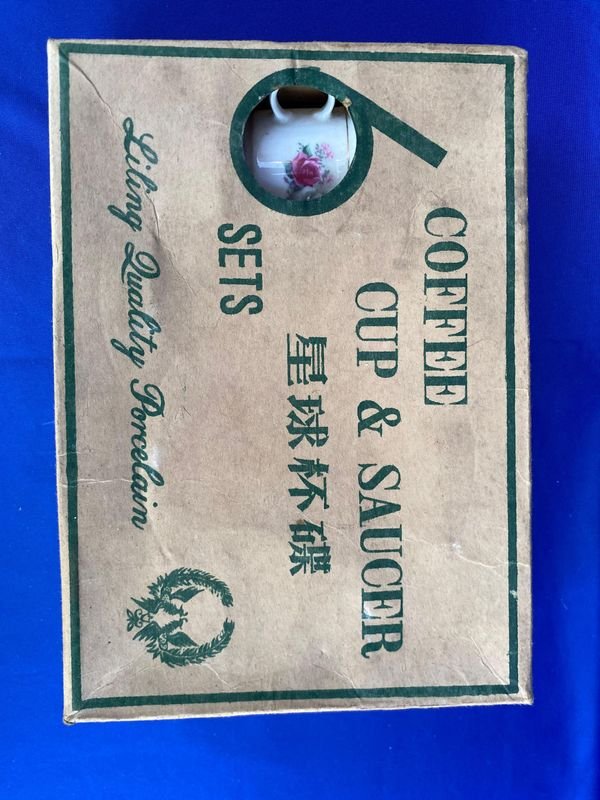 6
SETS
COFFEE
CUP & SAUCER
星球杯碟
Liling Quality Porcelain